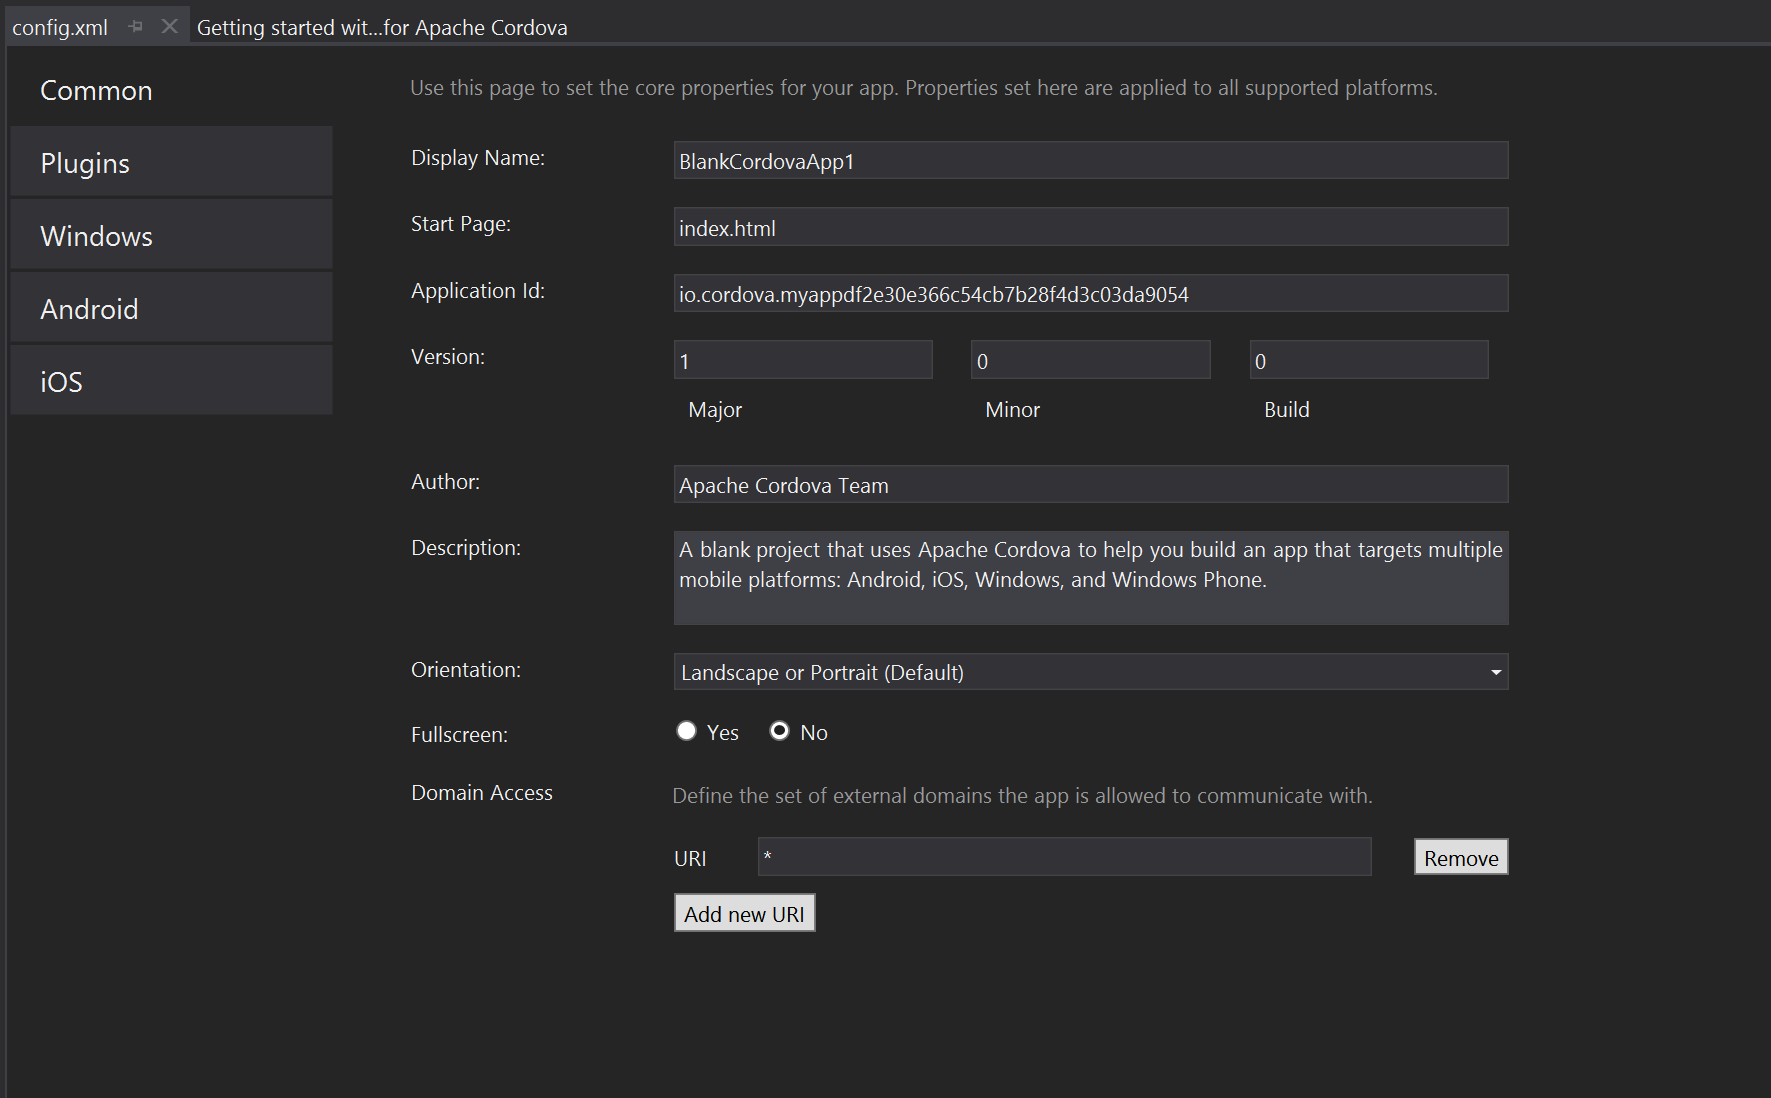 config.xml
Getting started wit...for Apache Cordova
Common
Plugins
Windows
Android
iOS
Use this page to set the core properties for your app. Properties set here are applied to all supported platforms.
Display Name:
BlankCordovaApp1
Start Page:
index.html
Application Id:
io.cordova.myappdf2e30e366c54cb7b28f4d3c03da9054
Version:
1
0
0
Major
Minor
Build
Author:
Apache Cordova Team
Description:
A blank project that uses Apache Cordova to help you build an app that targets multiple
mobile platforms: Android, iOS, Windows, and Windows Phone.
Orientation:
Landscape or Portrait (Default)
Fullscreen:
Yes
No
Domain Access
Define the set of external domains the app is allowed to communicate with.
URI
*
Remove
Add new URI